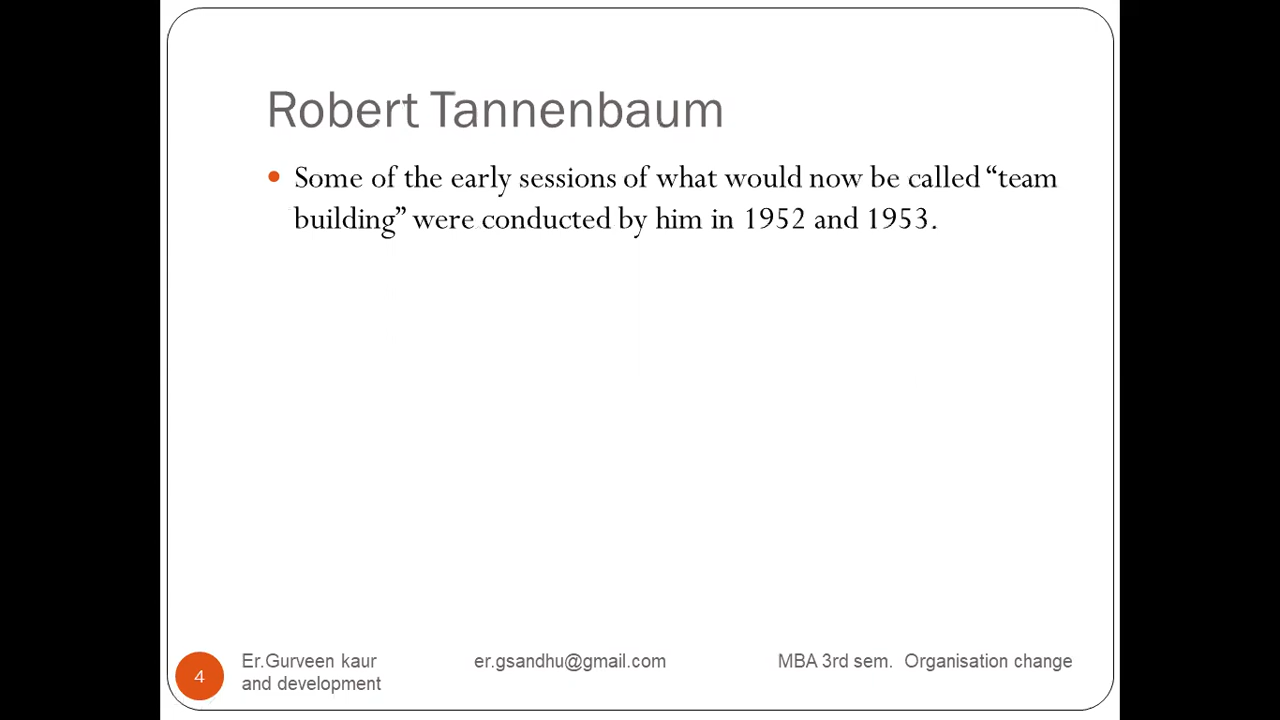 Robert Tannenbaum
• Some of the early sessions of what would now be called “team
building” were conducted by him in 1952 and 1953.
4
Er.Gurveen kaur er.gsandhu@gmail.com MBA 3rd sem. Organisation change
and development